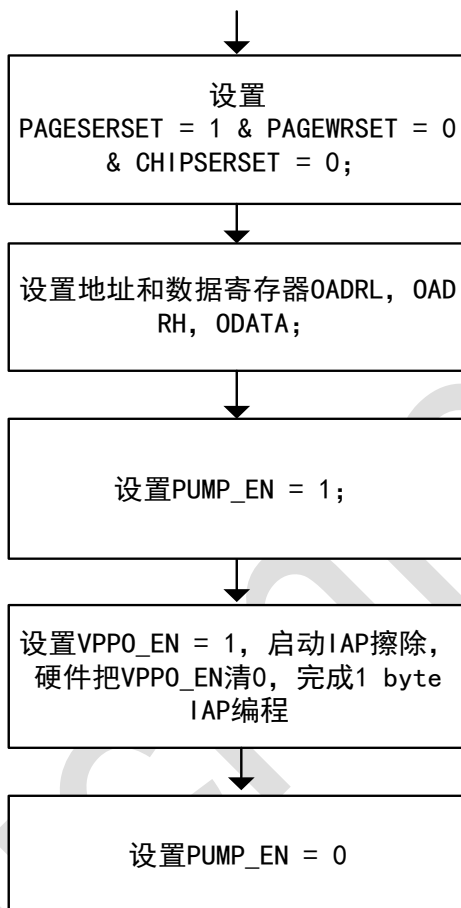 设置
PAGESERSET = 1 & PAGEWRSET = 0
& CHIPSERSET = 0;
设置地址和数据寄存器OADRL, OAD
RH, ODATA;
设置PUMP_EN = 1;
设置VPPO_EN = 1, 启动IAP擦除,
硬件把VPPO_EN清0, 完成1 byte
IAP编程
设置PUMP_EN = 0